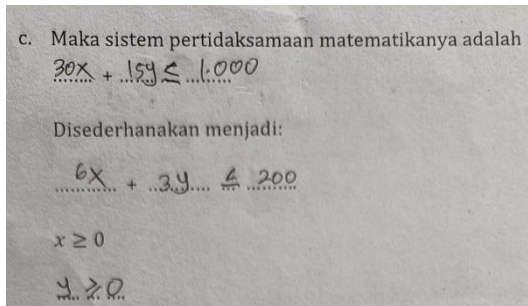 c. Maka sistem pertidaksamaan matematikanya adalah
30x + 15y ≤ 1.000
Disederhanakan menjadi:
6x + 3y ≤ 200
x ≥ 0
y ≥ 0